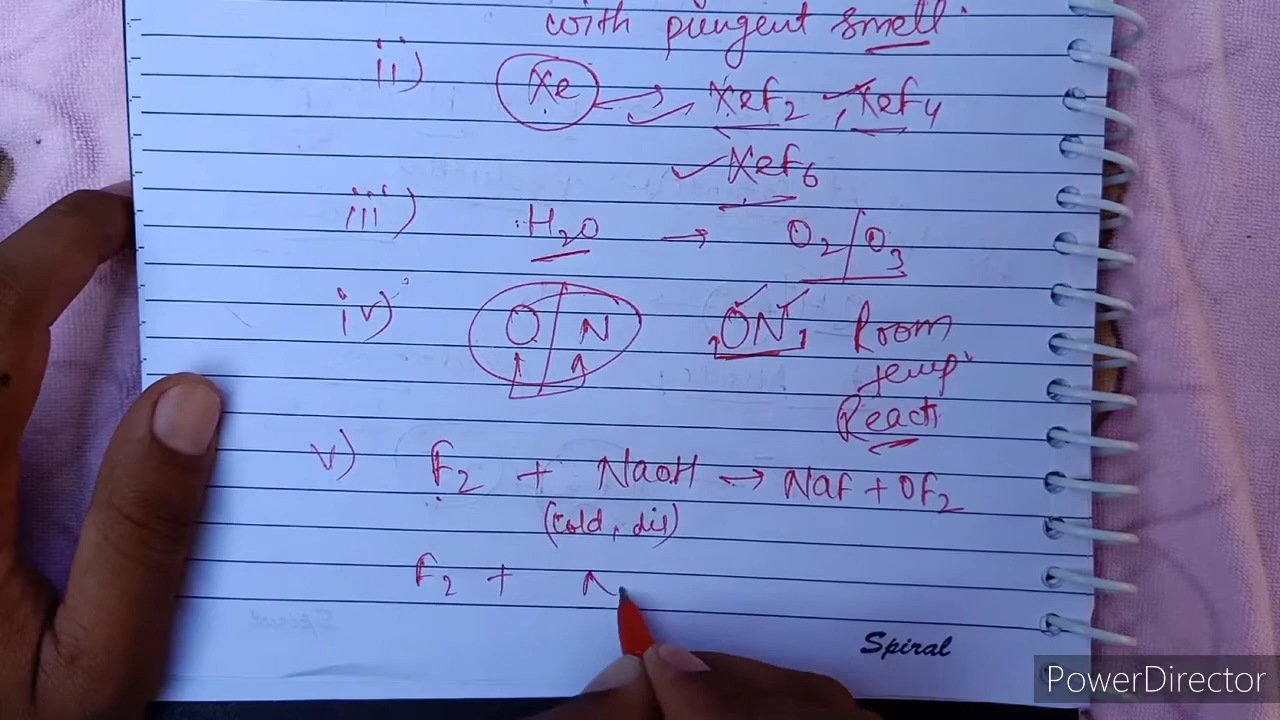 with pungent smell
ii) Xe → XeF2, XeF4
XeF6
iii) H2O → O2/O3
iv) O N ON, Room
temp
React
v) F2 + NaOH → NaF + OF2
(cold, dil)
F2 + N
Spiral
PowerDirector